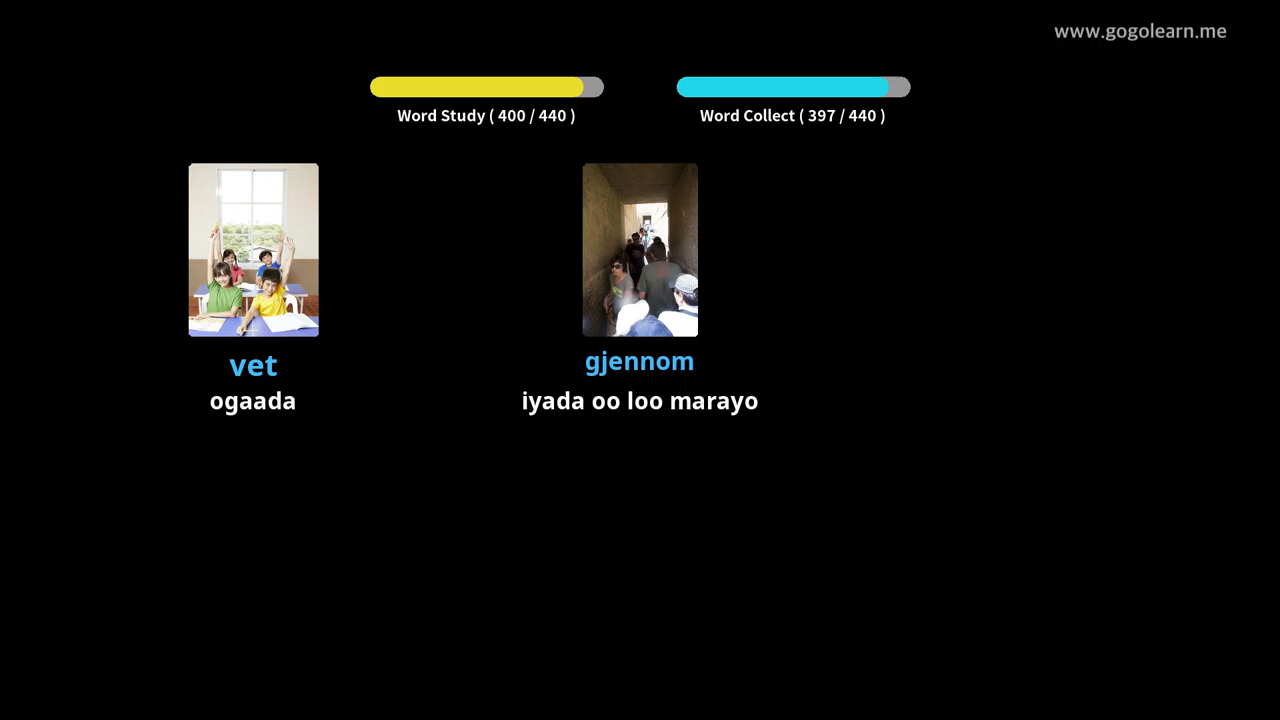 www.gogolearn.me
Word Study ( 400 / 440 )
Word Collect ( 397 / 440 )
vet
ogaada
gjennom
iyada oo loo marayo